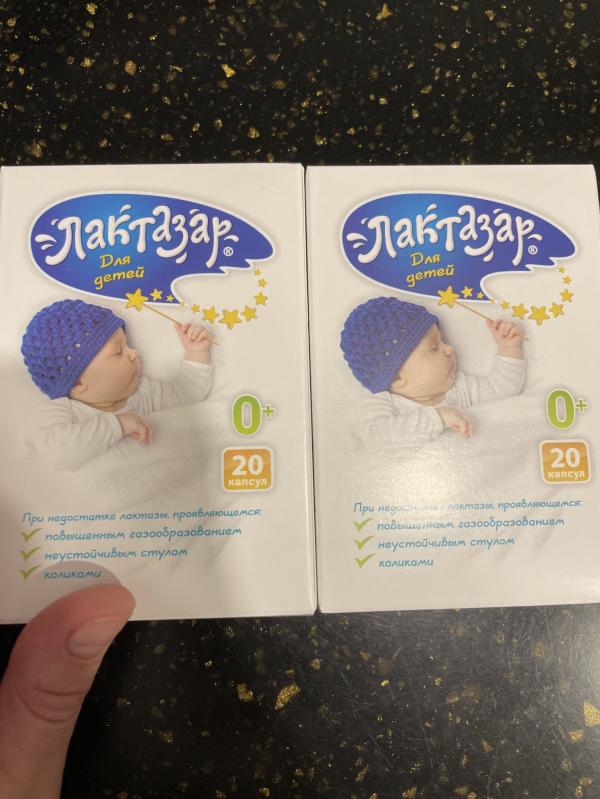 Лактазар®
Для
детей
0+
20
капсул
При недостатке лактазы, проявляющемся:
повышенным газообразованием
неустойчивым стулом
коликами
Лактазар®
Для
детей
0+
20
капсул
При недостатке лактазы, проявляющемся:
повышенным газообразованием
неустойчивым стулом
коликами